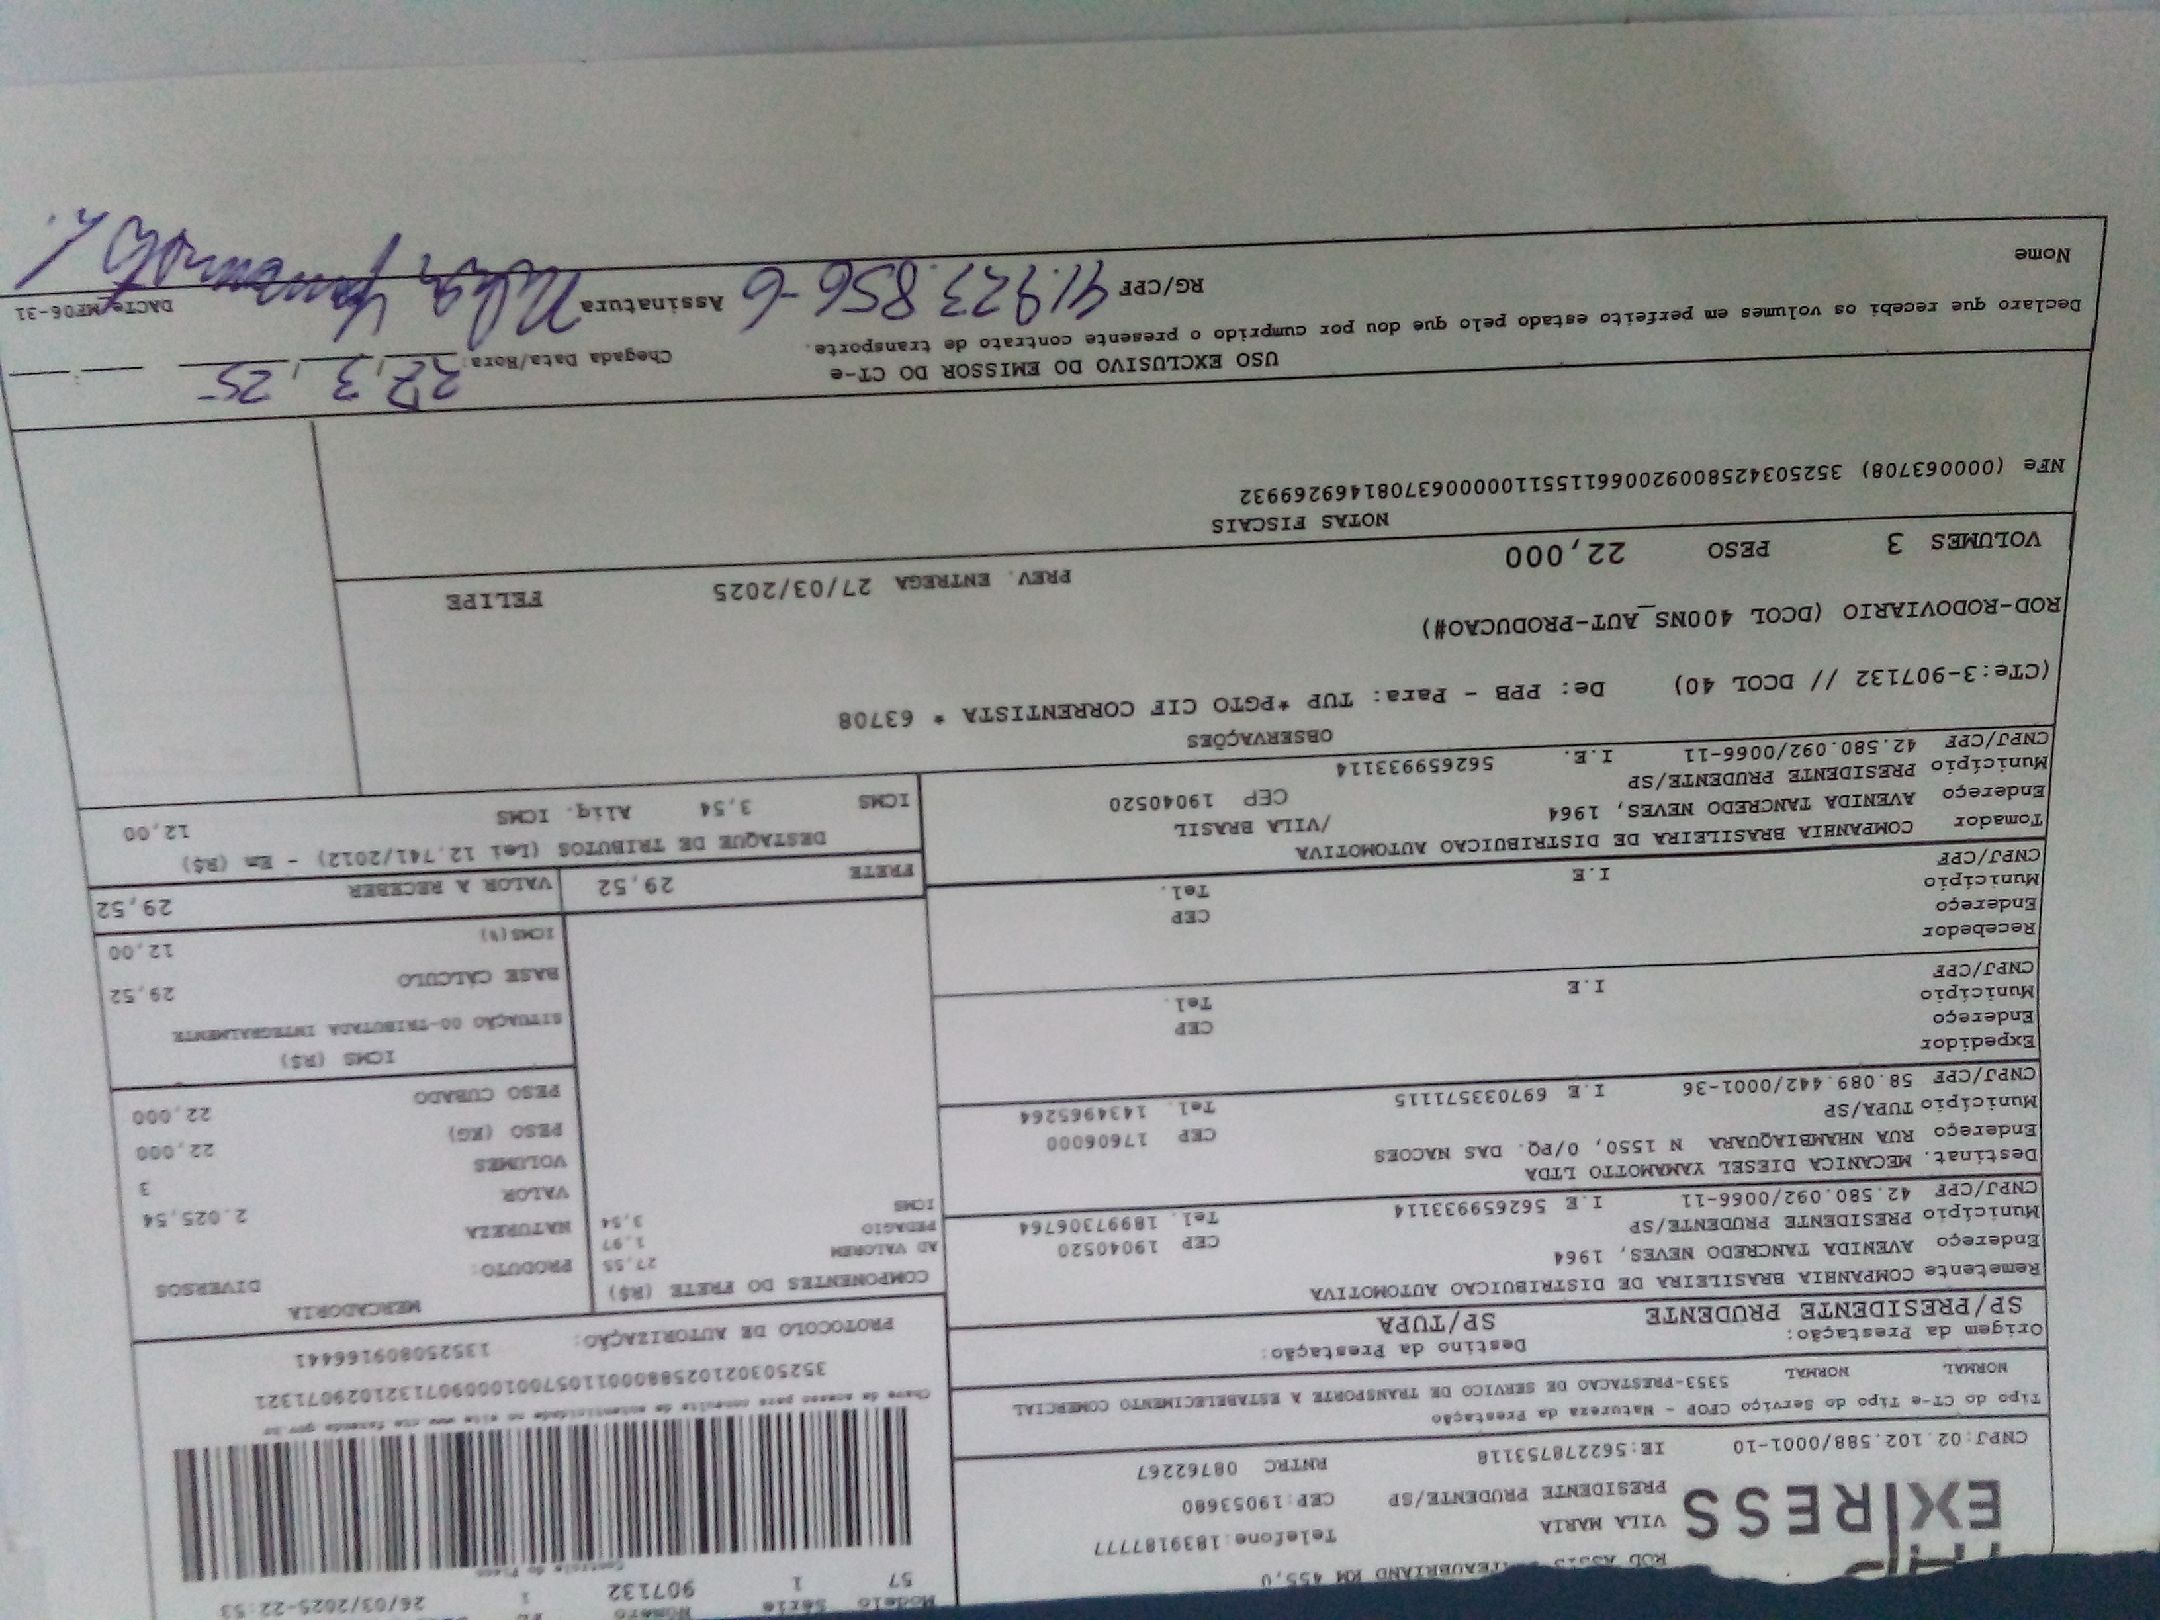 EXPRESS
KM 455,0
VILA MARIA Telefone:1839187777
PRESIDENTE PRUDENTE/SP CEP:19053680
CNPJ:02.102.588/0001-10 IE:562278753118 RNTRC 08762267
Modelo Série Número
57 1 907132 1 26/03/2025-22:53
Chave de acesso para consulta de autenticidade no site www.cte.fazenda.gov.br
35250302102588000110570010009071321029071321
PROTOCOLO DE AUTORIZAÇÃO: 135250809166441
Tipo do CT-e Tipo do Serviço CFOP - Natureza da Prestação
NORMAL NORMAL 5353-PRESTACAO DE SERVICO DE TRANSPORTE A ESTABELECIMENTO COMERCIAL
Origem da Prestação: Destino da Prestação:
SP/PRESIDENTE PRUDENTE SP/TUPA
Remetente COMPANHIA BRASILEIRA DE DISTRIBUICAO AUTOMOTIVA
Endereço AVENIDA TANCREDO NEVES, 1964 CEP 19040520
Município PRESIDENTE PRUDENTE/SP Tel. 18997306764
CNPJ/CPF 42.580.092/0066-11 I.E 562659933114
Destinat. MECANICA DIESEL YAMAMOTTO LTDA
Endereço RUA NHAMBIAQUARA N 1550, 0/PQ. DAS NACOES CEP 17606000
Município TUPA/SP Tel. 1434965264
CNPJ/CPF 58.089.442/0001-36 I.E 697033571115
Expedidor
Endereço CEP
Município Tel.
CNPJ/CPF I.E
Recebedor
Endereço CEP
Município Tel.
CNPJ/CPF I.E
Tomador COMPANHIA BRASILEIRA DE DISTRIBUICAO AUTOMOTIVA
Endereço AVENIDA TANCREDO NEVES, 1964 /VILA BRASIL
Município PRESIDENTE PRUDENTE/SP CEP 19040520
CNPJ/CPF 42.580.092/0066-11 I.E. 562659933114
COMPONENTES DO FRETE (R$)
27,55
AD VALOREM 1,97
PEDAGIO 3,54
ICMS
MERCADORIA
PRODUTO: DIVERSOS
NATUREZA
VALOR 2.025,54
VOLUMES 3
PESO (KG) 22,000
PESO CUBADO 22,000
ICMS (R$)
SITUAÇÃO 00-TRIBUTADA INTEGRALMENTE
BASE CÁLCULO 29,52
ICMS(%) 12,00
FRETE 29,52 VALOR A RECEBER 29,52
DESTAQUE DE TRIBUTOS (Lei 12.741/2012) - Em (R$)
ICMS 3,54 Aliq. ICMS 12,00
OBSERVAÇÕES
(CTe:3-907132 // DCOL 40) De: PPB - Para: TUP *PGTO CIF CORRENTISTA * 63708
ROD-RODOVIARIO (DCOL 400NS_AUT-PRODUCAO#)
VOLUMES 3 PESO 22,000 PREV. ENTREGA 27/03/2025 FELIPE
NOTAS FISCAIS
NFe (000063708) 35250342580092006611551100000637081469269932
USO EXCLUSIVO DO EMISSOR DO CT-e Chegada Data/Hora: 27/3/25
Declaro que recebi os volumes em perfeito estado pelo que dou por cumprido o presente contrato de transporte.
Nome RG/CPF 41.923.856-6 Assinatura DACTe MF06-31